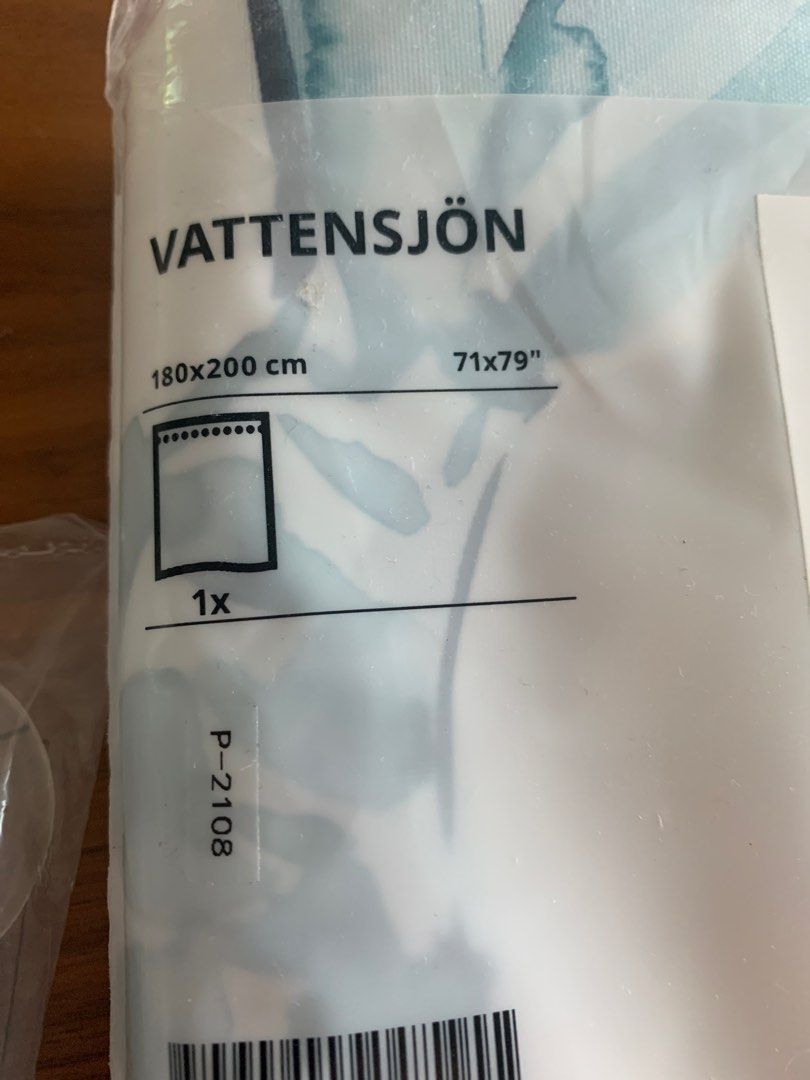 VATTENSJÖN
180x200 cm 71x79"
1x
P-2108